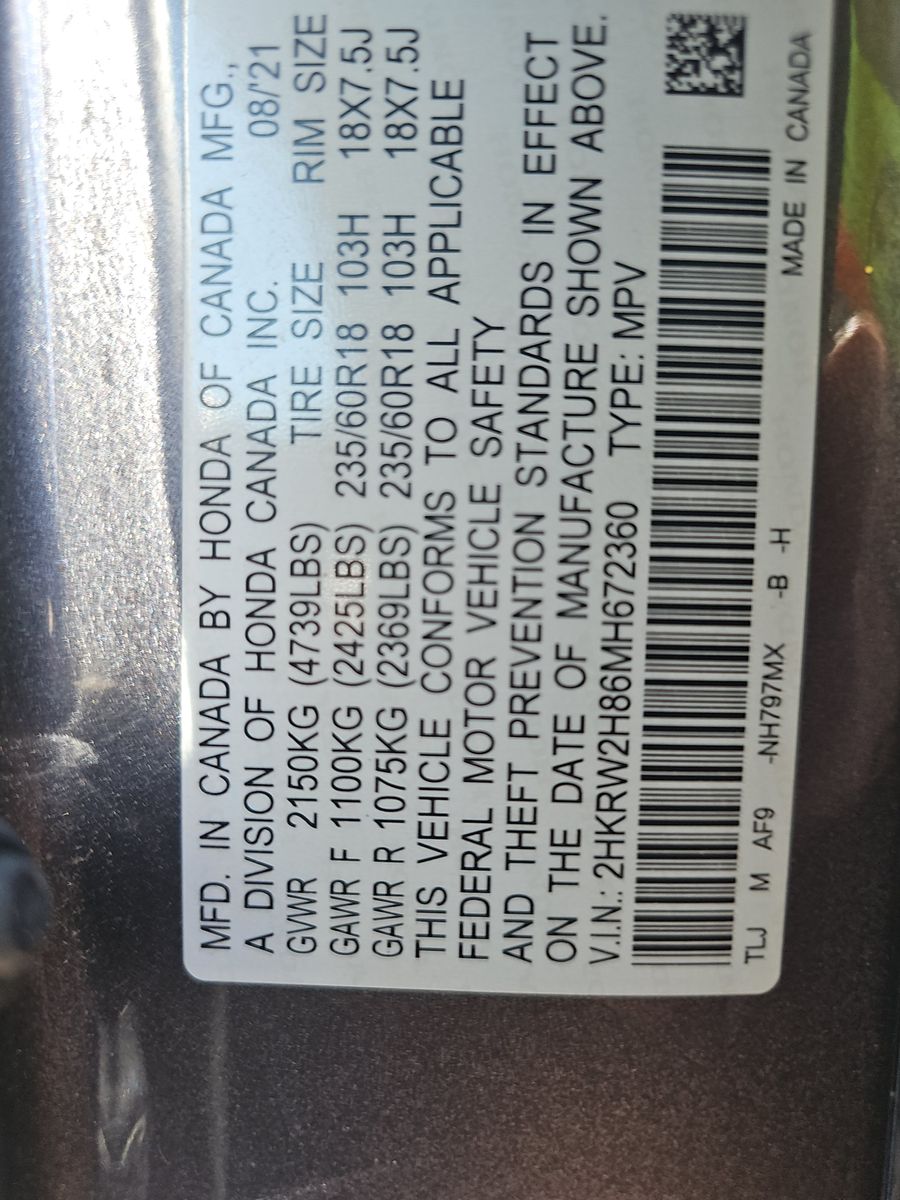 MFD. IN CANADA BY HONDA OF CANADA MFG.,
A DIVISION OF HONDA CANADA INC. 08/'21
GVWR 2150KG (4739LBS) TIRE SIZE RIM SIZE
GAWR F 1100KG (2425LBS) 235/60R18 103H 18X7.5J
GAWR R 1075KG (2369LBS) 235/60R18 103H 18X7.5J
THIS VEHICLE CONFORMS TO ALL APPLICABLE
FEDERAL MOTOR VEHICLE SAFETY
AND THEFT PREVENTION STANDARDS IN EFFECT
ON THE DATE OF MANUFACTURE SHOWN ABOVE.
V.I.N.: 2HKRW2H86MH672360 TYPE: MPV
TLJ M AF9 -NH797MX -B -H MADE IN CANADA